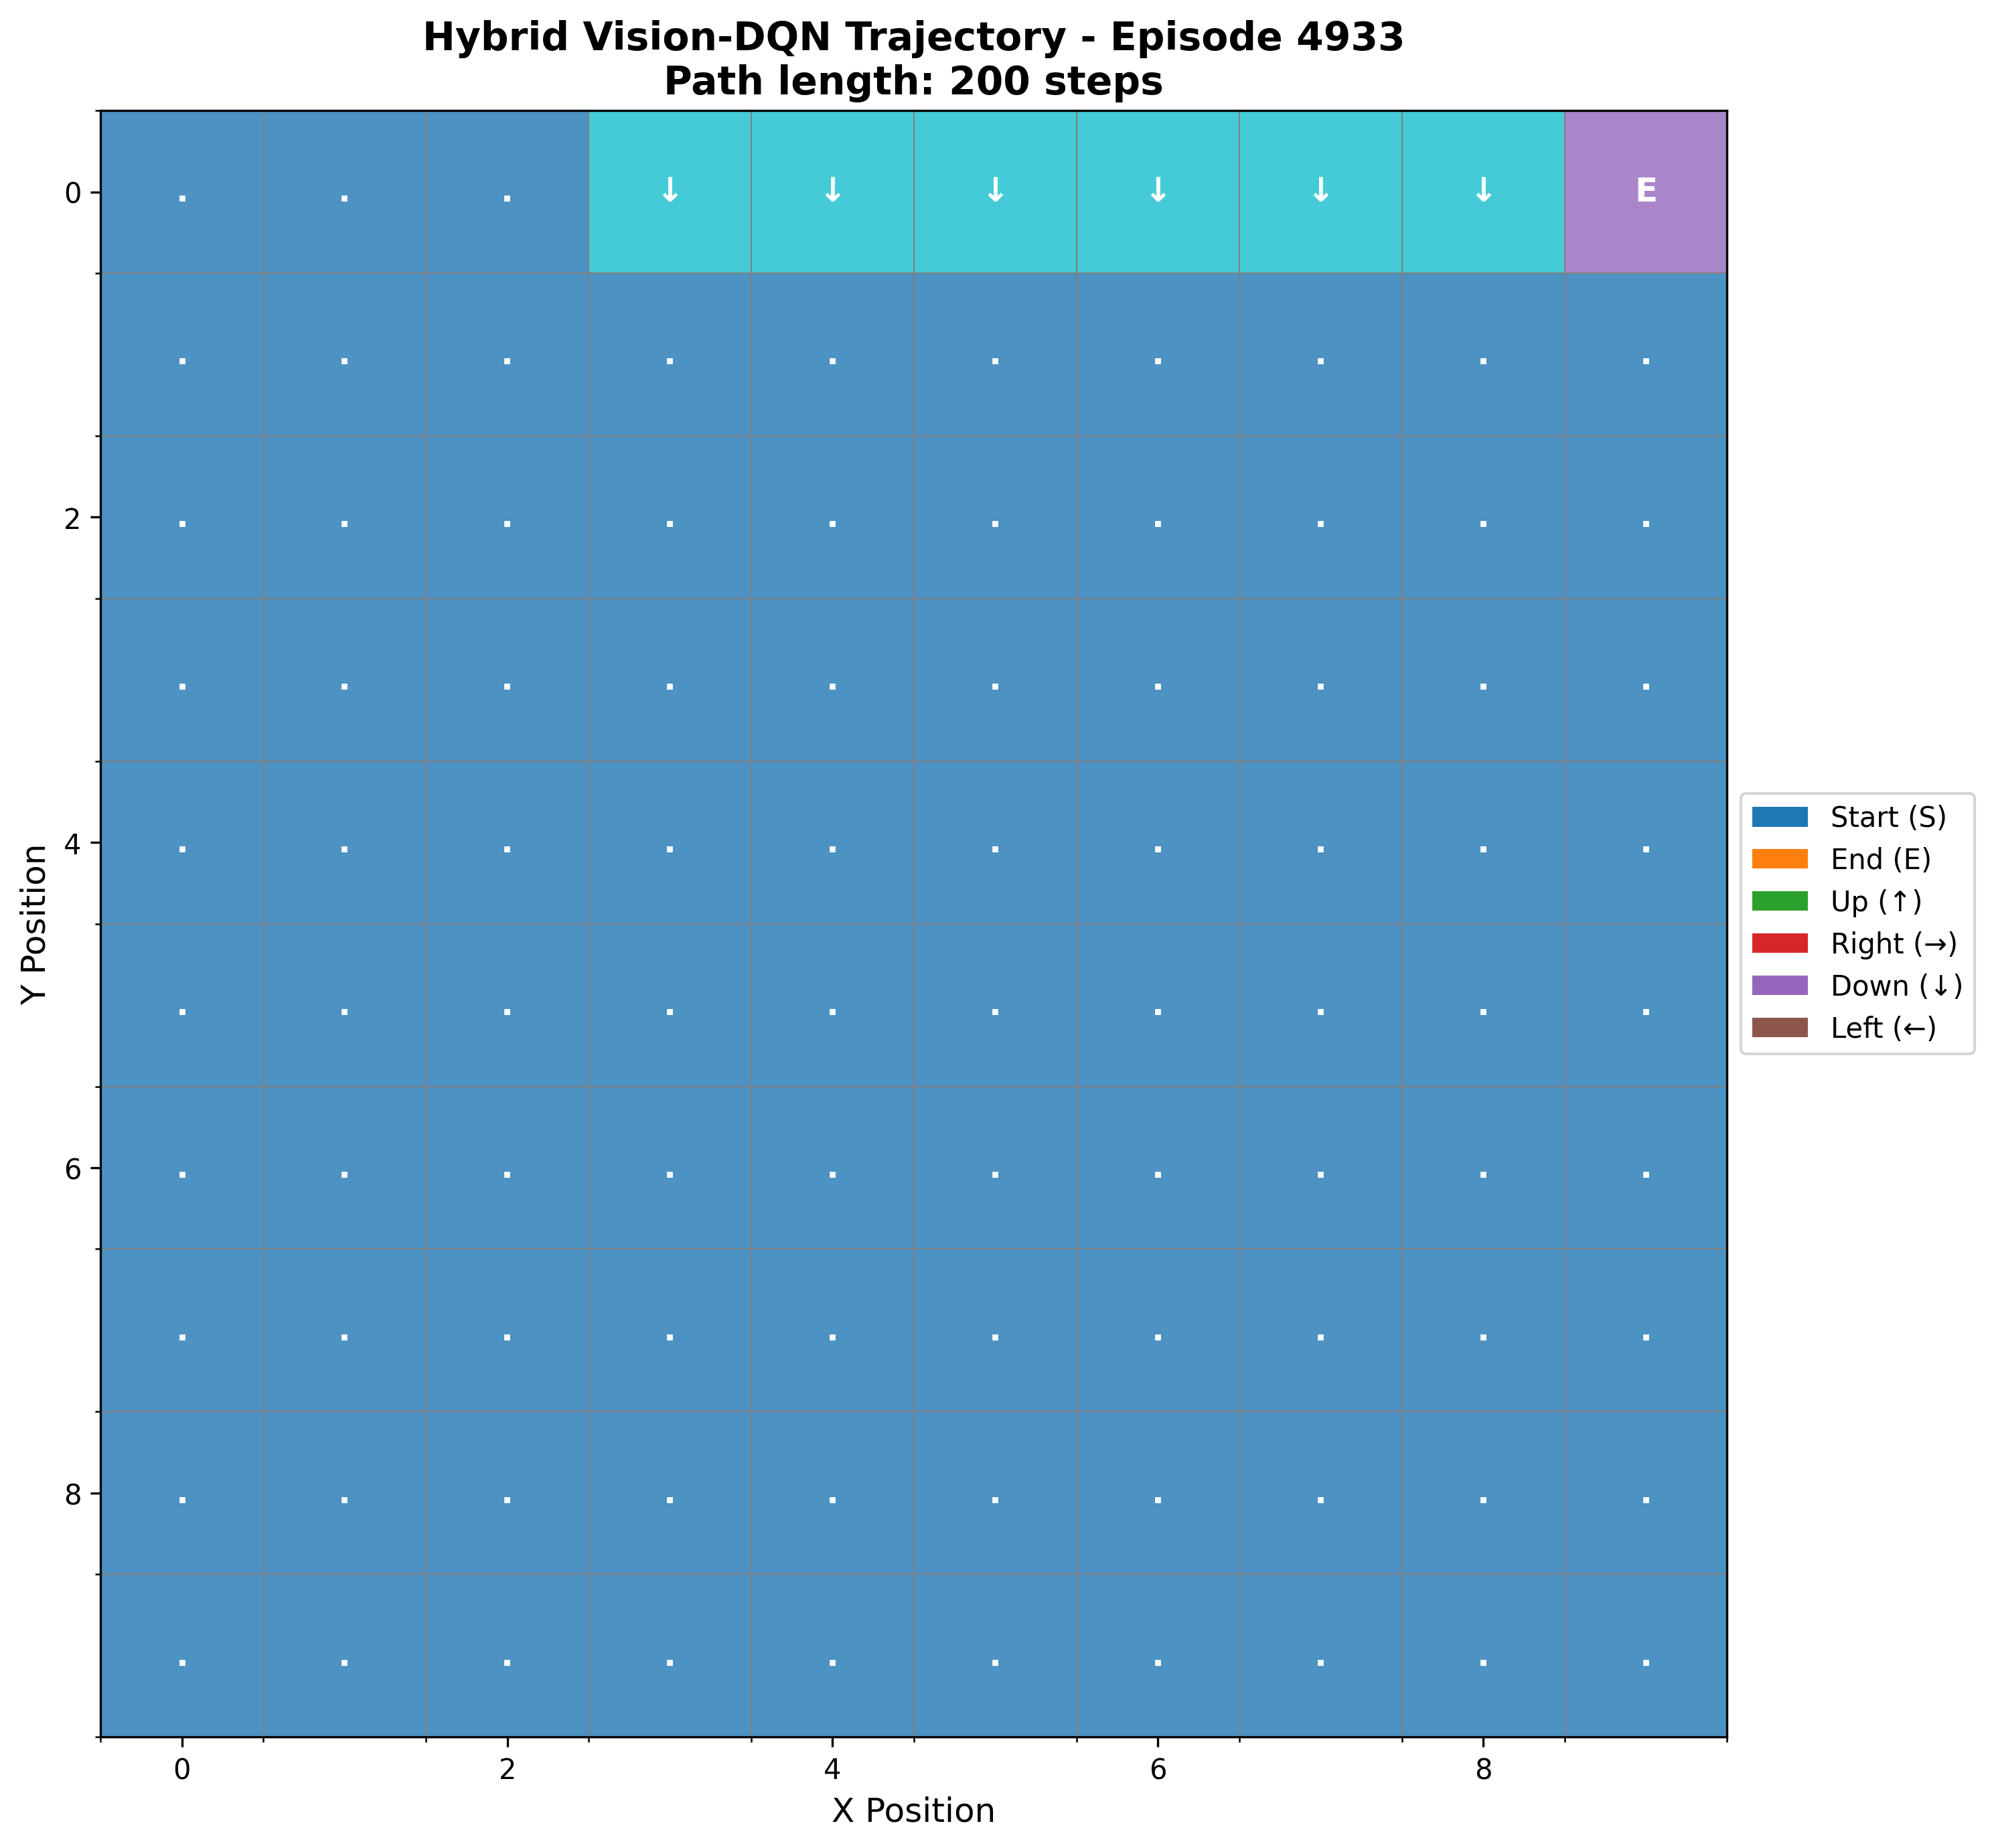 Hybrid Vision-DQN Trajectory - Episode 4933
Path length: 200 steps
0
. . . ↓ ↓ ↓ ↓ ↓ ↓ E
. . . . . . . . . .
2
. . . . . . . . . .
. . . . . . . . . .
4
. . . . . . . . . .
. . . . . . . . . .
6
. . . . . . . . . .
. . . . . . . . . .
8
. . . . . . . . . .
. . . . . . . . . .
0 2 4 6 8
X Position
Y Position
Start (S)
End (E)
Up (↑)
Right (→)
Down (↓)
Left (←)